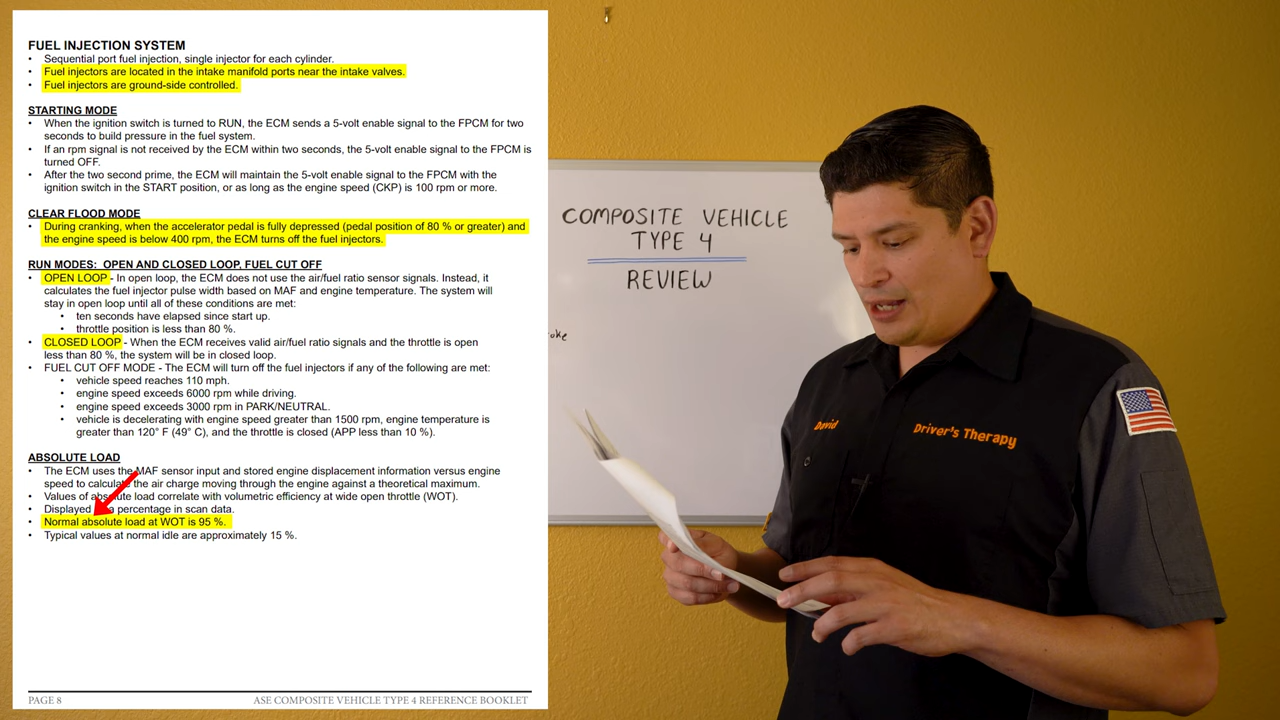 FUEL INJECTION SYSTEM
• Sequential port fuel injection, single injector for each cylinder.
• Fuel injectors are located in the intake manifold ports near the intake valves.
• Fuel injectors are ground-side controlled.
STARTING MODE
• When the ignition switch is turned to RUN, the ECM sends a 5-volt enable signal to the FPCM for two
seconds to build pressure in the fuel system.
• If an rpm signal is not received by the ECM within two seconds, the 5-volt enable signal to the FPCM is
turned OFF.
• After the two second prime, the ECM will maintain the 5-volt enable signal to the FPCM with the
ignition switch in the START position, or as long as the engine speed (CKP) is 100 rpm or more.
CLEAR FLOOD MODE
• During cranking, when the accelerator pedal is fully depressed (pedal position of 80 % or greater) and
the engine speed is below 400 rpm, the ECM turns off the fuel injectors.
RUN MODES: OPEN AND CLOSED LOOP, FUEL CUT OFF
• OPEN LOOP - In open loop, the ECM does not use the air/fuel ratio sensor signals. Instead, it
calculates the fuel injector pulse width based on MAF and engine temperature. The system will
stay in open loop until all of these conditions are met:
• ten seconds have elapsed since start up.
• throttle position is less than 80 %.
• CLOSED LOOP - When the ECM receives valid air/fuel ratio signals and the throttle is open
less than 80 %, the system will be in closed loop.
• FUEL CUT OFF MODE - The ECM will turn off the fuel injectors if any of the following are met:
• vehicle speed reaches 110 mph.
• engine speed exceeds 6000 rpm while driving.
• engine speed exceeds 3000 rpm in PARK/NEUTRAL.
• vehicle is decelerating with engine speed greater than 1500 rpm, engine temperature is
greater than 120° F (49° C), and the throttle is closed (APP less than 10 %).
ABSOLUTE LOAD
• The ECM uses the MAF sensor input and stored engine displacement information versus engine
speed to calculate the air charge moving through the engine against a theoretical maximum.
• Values of absolute load correlate with volumetric efficiency at wide open throttle (WOT).
• Displayed a percentage in scan data.
• Normal absolute load at WOT is 95 %.
• Typical values at normal idle are approximately 15 %.
PAGE 8 ASE COMPOSITE VEHICLE TYPE 4 REFERENCE BOOKLET
COMPOSITE VEHICLE
TYPE 4
REVIEW
oke
David
Driver's Therapy